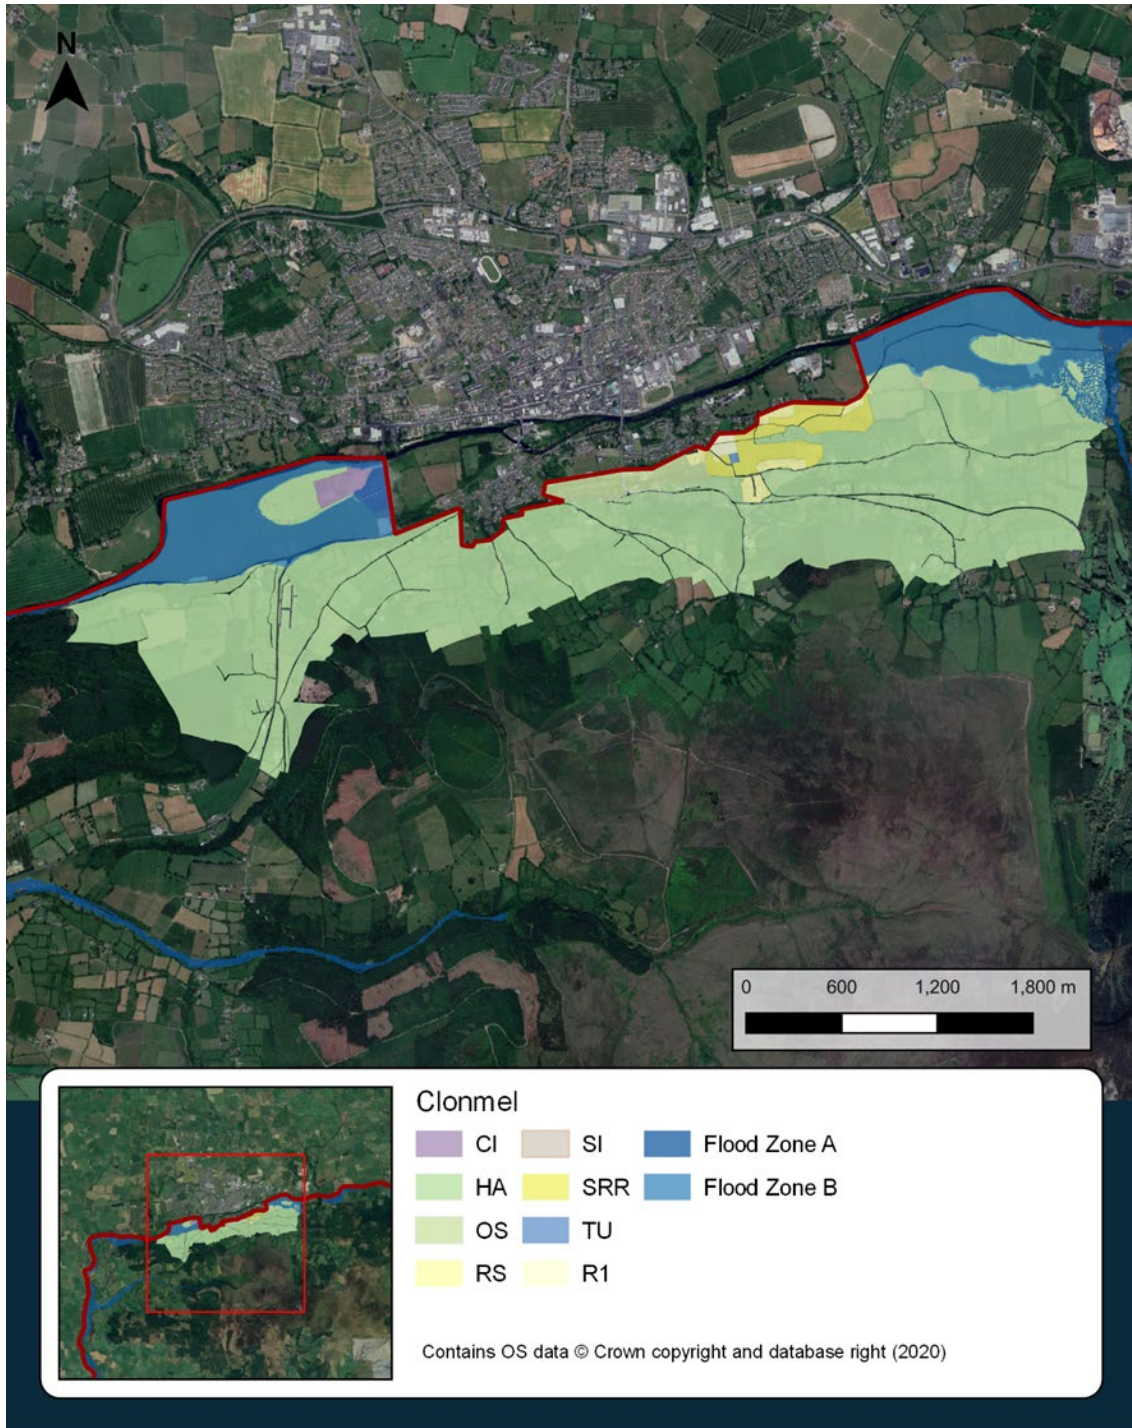 N
0 600 1,200 1,800 m
Clonmel
CI SI Flood Zone A
HA SRR Flood Zone B
OS TU
RS R1
Contains OS data © Crown copyright and database right (2020)